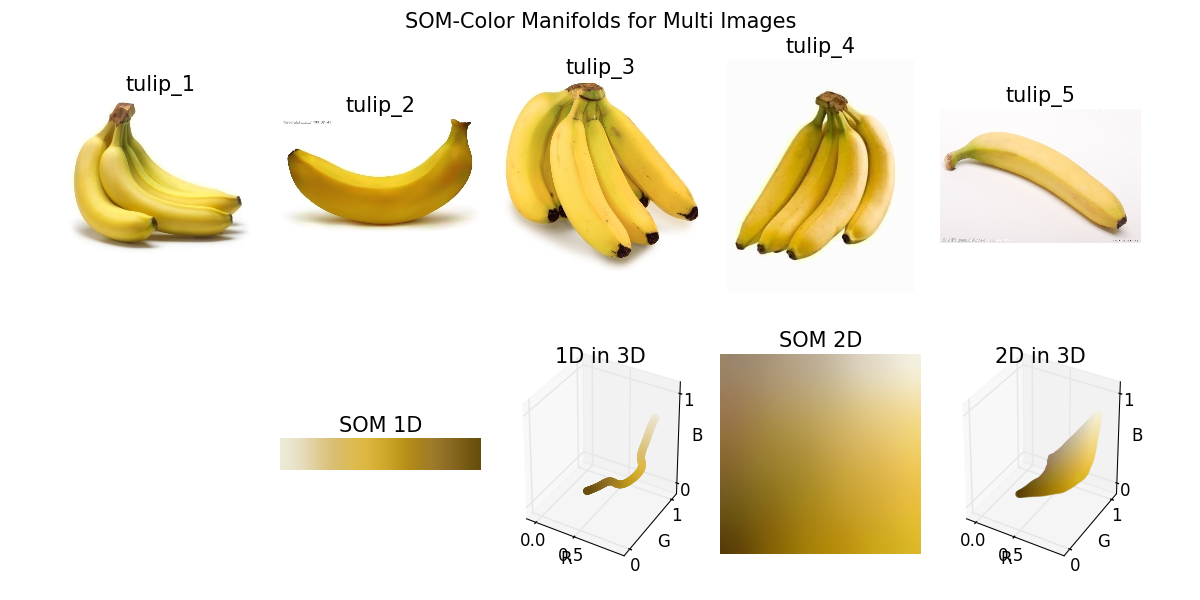 SOM-Color Manifolds for Multi Images
tulip_1
tulip_2
tulip_3
tulip_4
tulip_5
SOM 1D
1D in 3D
1
B
0
1
G
0
0.0
0.5
R
SOM 2D
2D in 3D
1
B
0
1
G
0
0.0
0.5
R